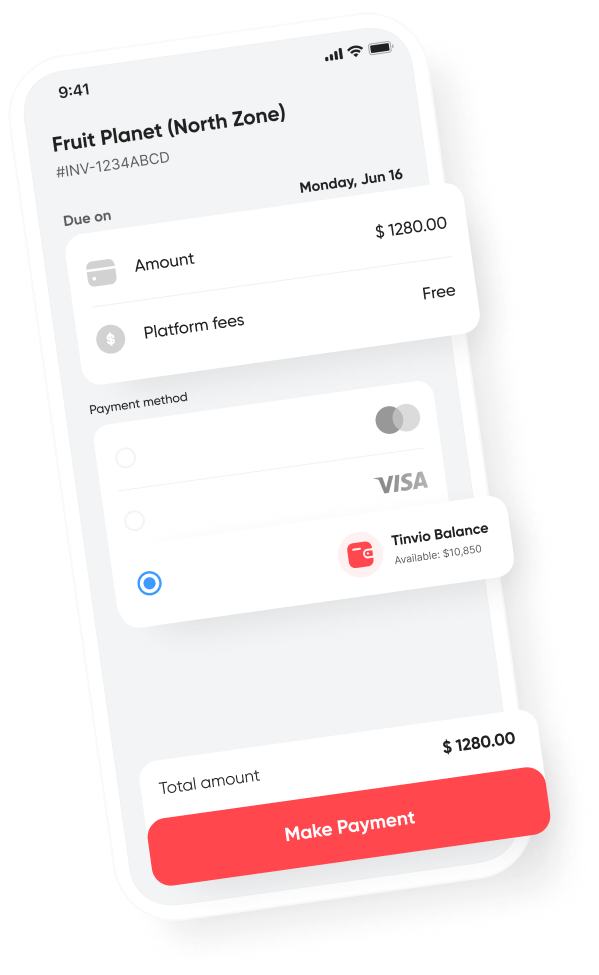 9:41
Fruit Planet (North Zone)
#INV-1234ABCD
Due on
Monday, Jun 16
Amount
$ 1280.00
$
Platform fees
Free
Payment method
VISA
Tinvio Balance
Available: $10,850
Total amount
$ 1280.00
Make Payment